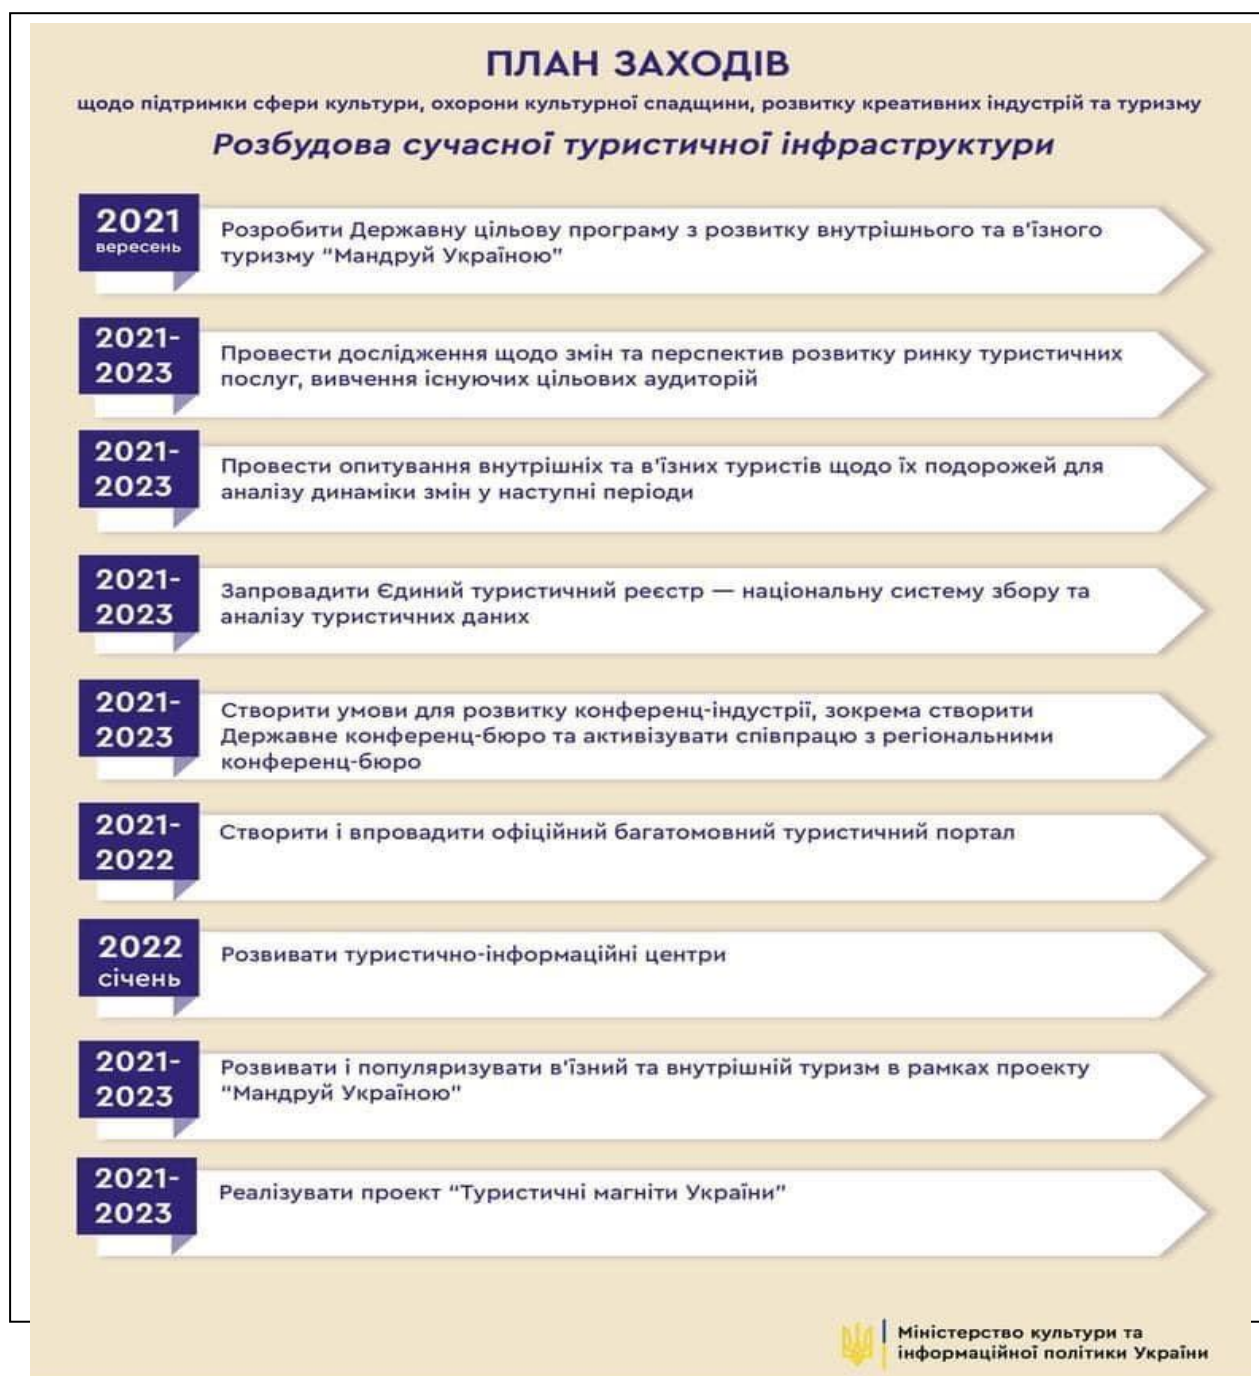 ПЛАН ЗАХОДІВ
щодо підтримки сфери культури, охорони культурної спадщини, розвитку креативних індустрій та туризму
Розбудова сучасної туристичної інфраструктури
2021
вересень
Розробити Державну цільову програму з розвитку внутрішнього та в'їзного
туризму “Мандруй Україною”
2021-
2023
Провести дослідження щодо змін та перспектив розвитку ринку туристичних
послуг, вивчення існуючих цільових аудиторій
2021-
2023
Провести опитування внутрішніх та в'їзних туристів щодо їх подорожей для
аналізу динаміки змін у наступні періоди
2021-
2023
Запровадити Єдиний туристичний реєстр — національну систему збору та
аналізу туристичних даних
2021-
2023
Створити умови для розвитку конференц-індустрії, зокрема створити
Державне конференц-бюро та активізувати співпрацю з регіональними
конференц-бюро
2021-
2022
Створити і впровадити офіційний багатомовний туристичний портал
2022
січень
Розвивати туристично-інформаційні центри
2021-
2023
Розвивати і популяризувати в'їзний та внутрішній туризм в рамках проекту
“Мандруй Україною”
2021-
2023
Реалізувати проект “Туристичні магніти України”
Міністерство культури та
інформаційної політики України